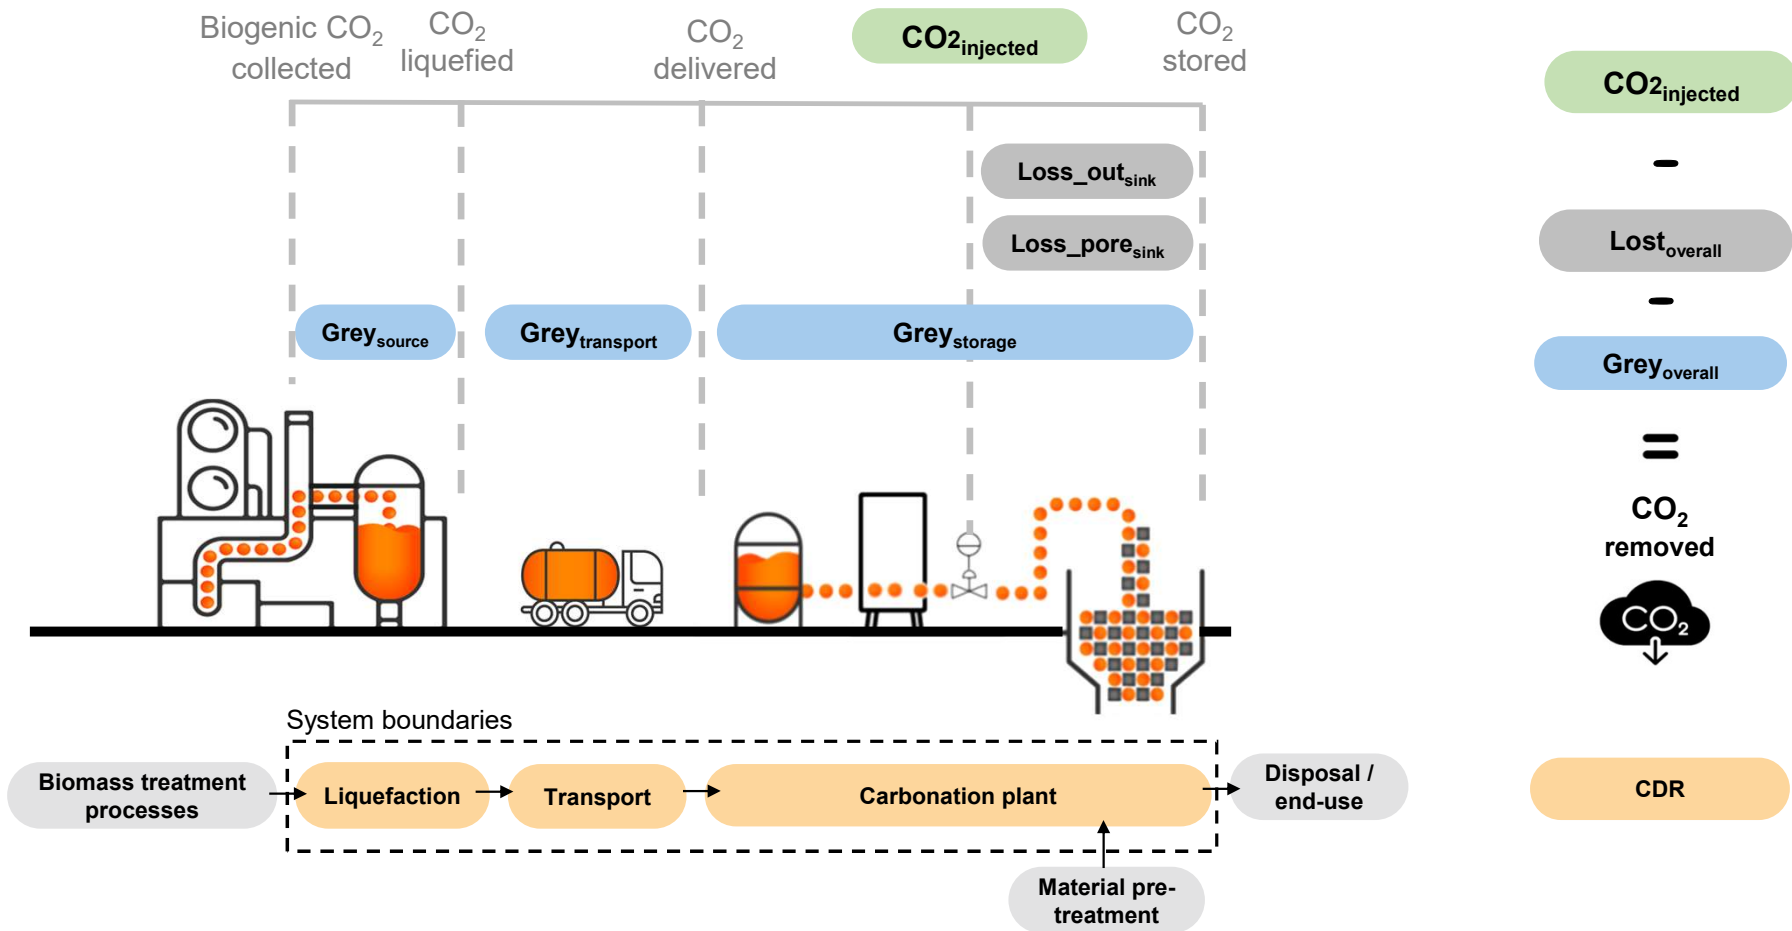 Biogenic CO₂
collected
CO₂
liquefied
CO₂
delivered
CO2injected
CO₂
stored
CO2injected
-
Loss_outsink
Loss_poresink
Lostoverall
-
Greysource
Greytransport
Greystorage
Greyoverall
=
CO₂
removed
CO₂
System boundaries
Biomass treatment
processes
Liquefaction
Transport
Carbonation plant
Disposal /
end-use
CDR
Material pre-
treatment